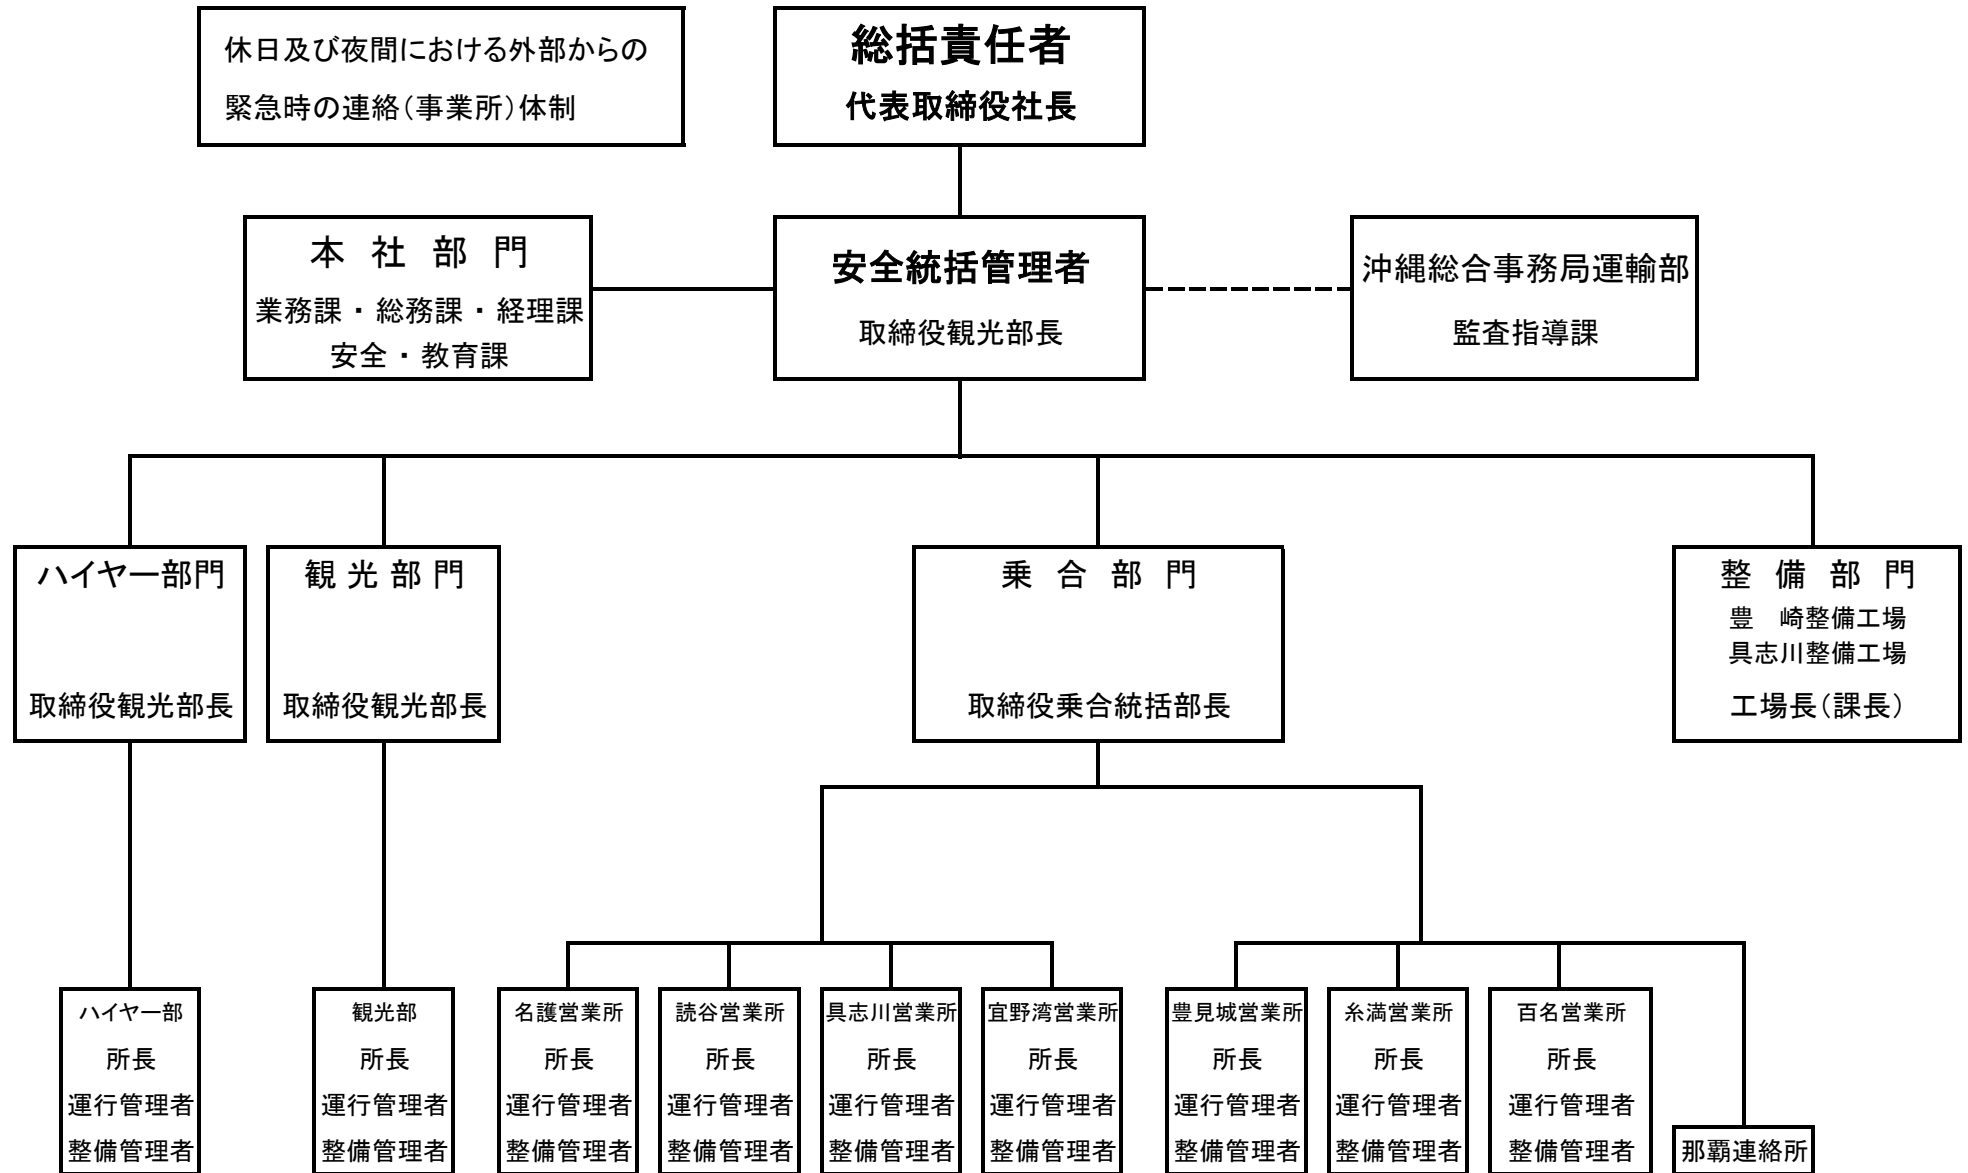 休日及び夜間における外部からの
緊急時の連絡(事業所)体制
総括責任者
代表取締役社長
本社部門
業務課・総務課・経理課
安全・教育課
安全統括管理者
取締役観光部長
沖縄総合事務局運輸部
監査指導課
ハイヤー部門
取締役観光部長
観光部門
取締役観光部長
乗合部門
取締役乗合統括部長
整備部門
豊　崎整備工場
具志川整備工場
工場長(課長)
ハイヤー部
所長
運行管理者
整備管理者
観光部
所長
運行管理者
整備管理者
名護営業所
所長
運行管理者
整備管理者
読谷営業所
所長
運行管理者
整備管理者
具志川営業所
所長
運行管理者
整備管理者
宜野湾営業所
所長
運行管理者
整備管理者
豊見城営業所
所長
運行管理者
整備管理者
糸満営業所
所長
運行管理者
整備管理者
百名営業所
所長
運行管理者
整備管理者
那覇連絡所